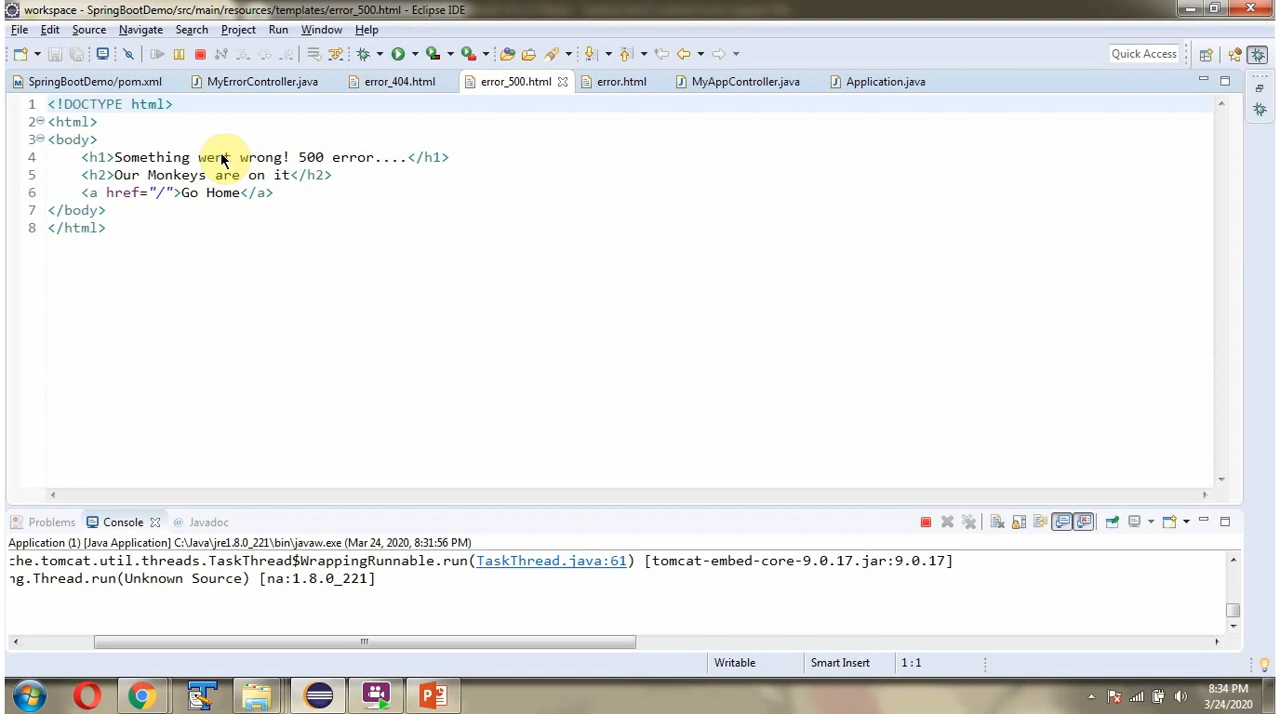 workspace - SpringBootDemo/src/main/resources/templates/error_500.html - Eclipse IDE
File Edit Source Navigate Search Project Run Window Help
Quick Access
SpringBootDemo/pom.xml MyErrorController.java error_404.html error_500.html error.html MyAppController.java Application.java
1 <!DOCTYPE html>
2 <html>
3 <body>
4 <h1>Something went wrong! 500 error....</h1>
5 <h2>Our Monkeys are on it</h2>
6 <a href="/">Go Home</a>
7 </body>
8 </html>
Problems Console Javadoc
Application (1) [Java Application] C:\Java\jre1.8.0_221\bin\javaw.exe (Mar 24, 2020, 8:31:56 PM)
che.tomcat.util.threads.TaskThread$WrappingRunnable.run(TaskThread.java:61) [tomcat-embed-core-9.0.17.jar:9.0.17]
ng.Thread.run(Unknown Source) [na:1.8.0_221]
Writable Smart Insert 1:1
8:34 PM
3/24/2020